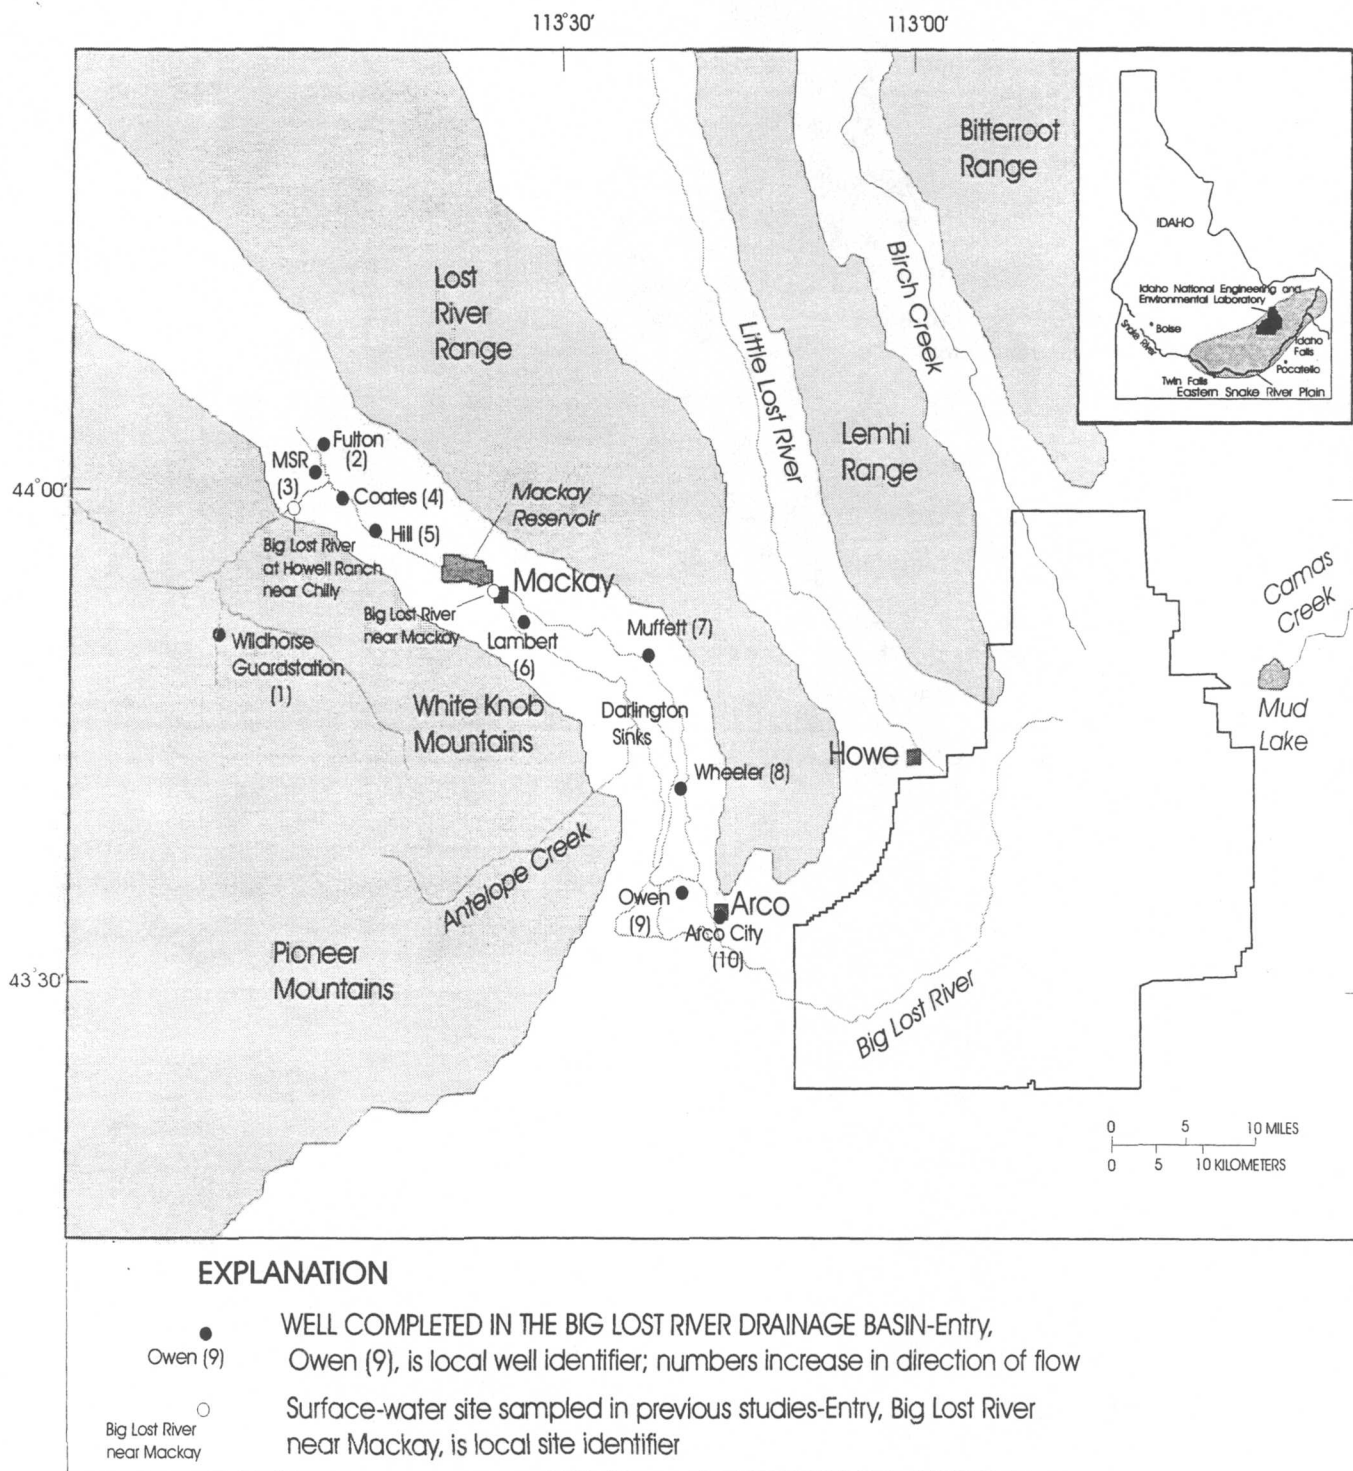 113°30′
113°00′
Bitterroot
Range
IDAHO
Idaho National Engineering and
Environmental Laboratory
Snake River
Boise
Idaho
Falls
Pocatello
Twin Falls
Eastern Snake River Plain
Lost
River
Range
Birch Creek
Little Lost River
Lemhi
Range
Fulton
(2)
MSR
(3)
44°00′
Coates (4)
Mackay
Reservoir
Hill (5)
Big Lost River
at Howell Ranch
near Chilly
Mackay
Big Lost River
near Mackay
Lambert
(6)
Muffett (7)
Camas
Creek
Wildhorse
Guardstation
(1)
White Knob
Mountains
Darlington
Sinks
Mud
Lake
Howe
Wheeler (8)
Antelope Creek
Owen
(9)
Arco
Arco City
(10)
Pioneer
Mountains
43°30′
Big Lost River
0 5 10 MILES
0 5 10 KILOMETERS
EXPLANATION
WELL COMPLETED IN THE BIG LOST RIVER DRAINAGE BASIN-Entry,
Owen (9)
Owen (9), is local well identifier; numbers increase in direction of flow
Surface-water site sampled in previous studies-Entry, Big Lost River
near Mackay, is local site identifier
Big Lost River
near Mackay